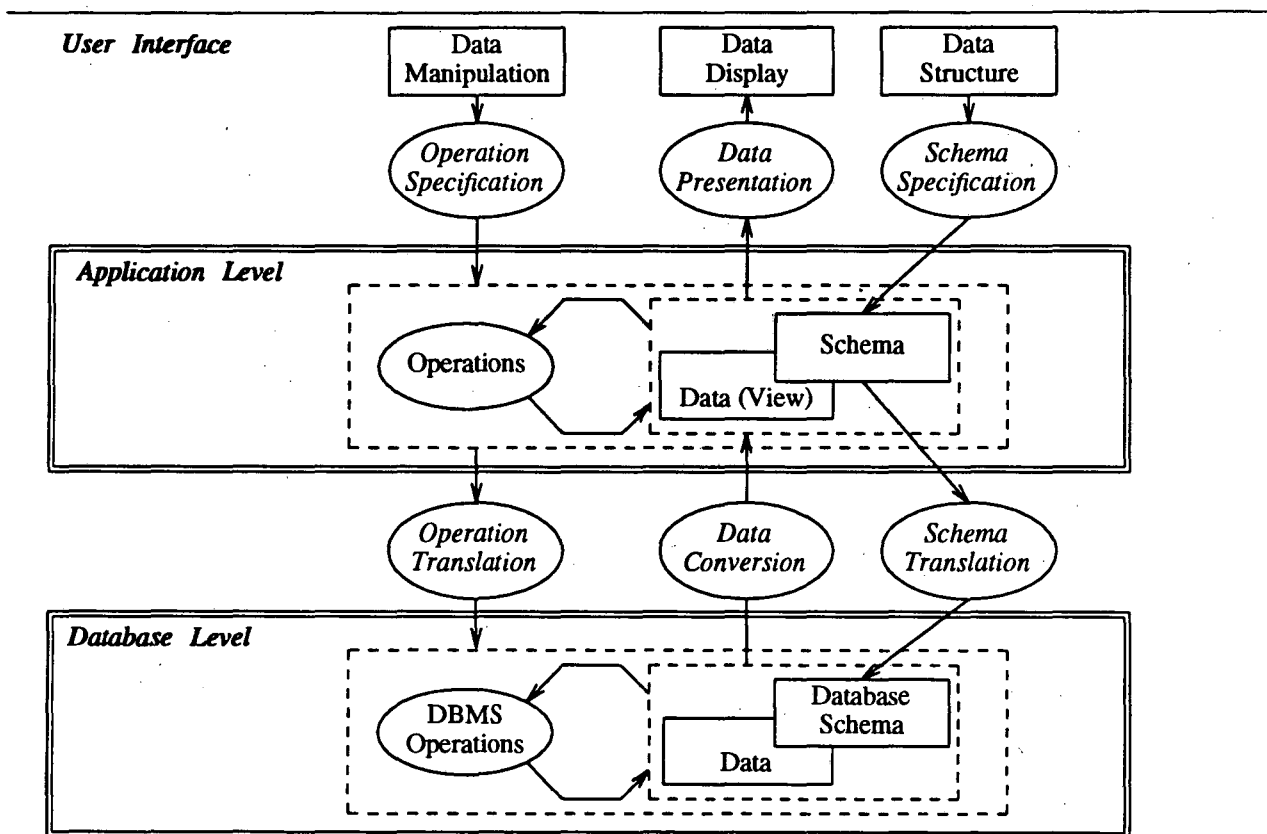 User Interface
Data
Manipulation
Data
Display
Data
Structure
Operation
Specification
Data
Presentation
Schema
Specification
Application Level
Operations
Schema
Data (View)
Operation
Translation
Data
Conversion
Schema
Translation
Database Level
DBMS
Operations
Database
Schema
Data